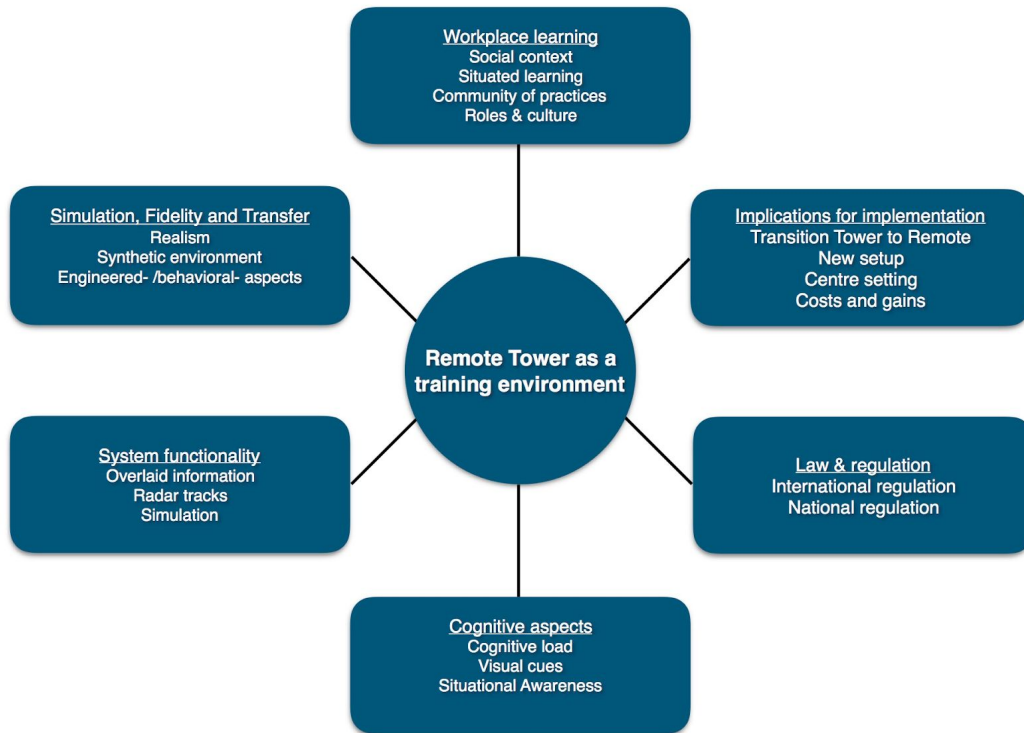 Workplace learning
Social context
Situated learning
Community of practices
Roles & culture
Simulation, Fidelity and Transfer
Realism
Synthetic environment
Engineered- /behavioral- aspects
Implications for implementation
Transition Tower to Remote
New setup
Centre setting
Costs and gains
Remote Tower as a
training environment
System functionality
Overlaid information
Radar tracks
Simulation
Law & regulation
International regulation
National regulation
Cognitive aspects
Cognitive load
Visual cues
Situational Awareness